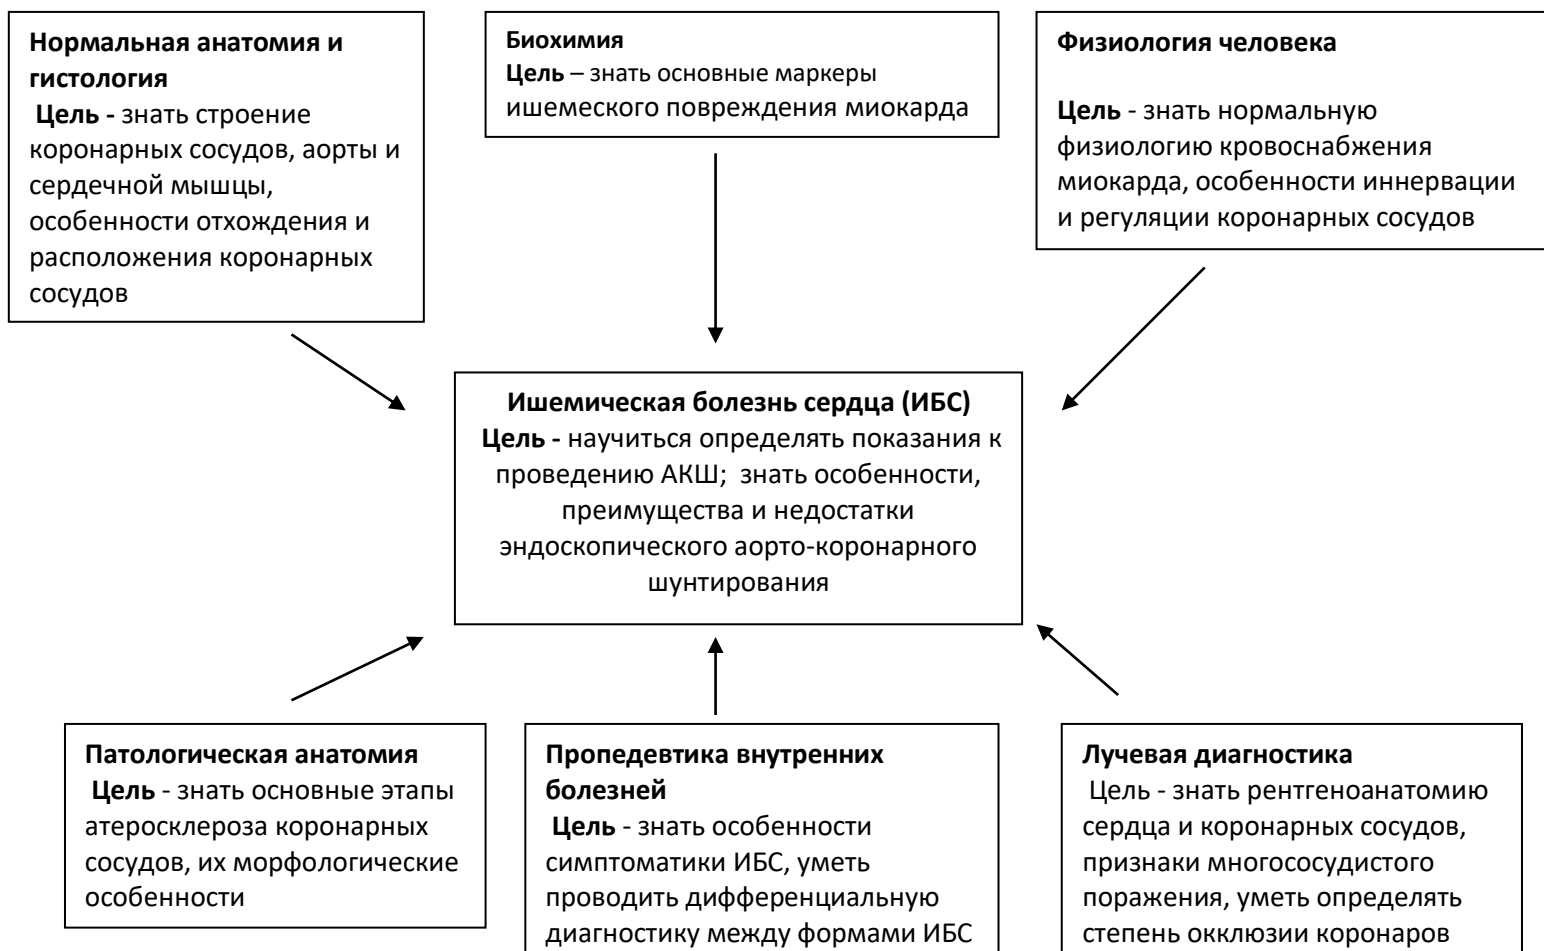 Нормальная анатомия и
гистология
Цель - знать строение
коронарных сосудов, аорты и
сердечной мышцы,
особенности отхождения и
расположения коронарных
сосудов
Биохимия
Цель – знать основные маркеры
ишемеского повреждения миокарда
Физиология человека
Цель - знать нормальную
физиологию кровоснабжения
миокарда, особенности иннервации
и регуляции коронарных сосудов
Ишемическая болезнь сердца (ИБС)
Цель - научиться определять показания к
проведению АКШ; знать особенности,
преимущества и недостатки
эндоскопического аорто-коронарного
шунтирования
Патологическая анатомия
Цель - знать основные этапы
атеросклероза коронарных
сосудов, их морфологические
особенности
Пропедевтика внутренних
болезней
Цель - знать особенности
симптоматики ИБС, уметь
проводить дифференциальную
диагностику между формами ИБС
Лучевая диагностика
Цель - знать рентгеноанатомию
сердца и коронарных сосудов,
признаки многососудистого
поражения, уметь определять
степень окклюзии коронаров